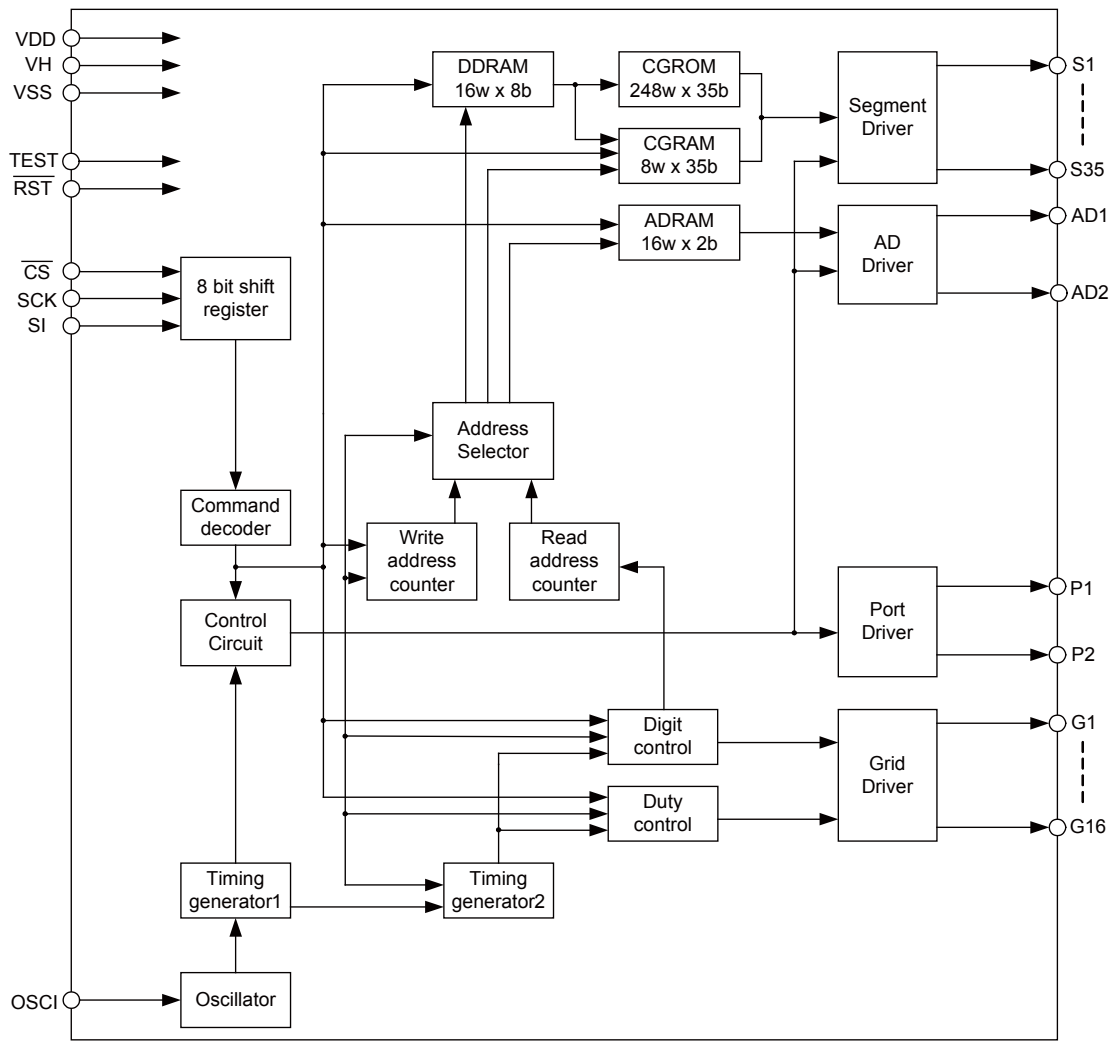 VDD
VH
VSS
TEST
RST
CS
SCK
SI
OSCI
8 bit shift
register
Command
decoder
Control
Circuit
Timing
generator1
Oscillator
DDRAM
16w x 8b
CGROM
248w x 35b
CGRAM
8w x 35b
ADRAM
16w x 2b
Address
Selector
Write
address
counter
Read
address
counter
Digit
control
Duty
control
Timing
generator2
Segment
Driver
AD
Driver
Port
Driver
Grid
Driver
S1
S35
AD1
AD2
P1
P2
G1
G16